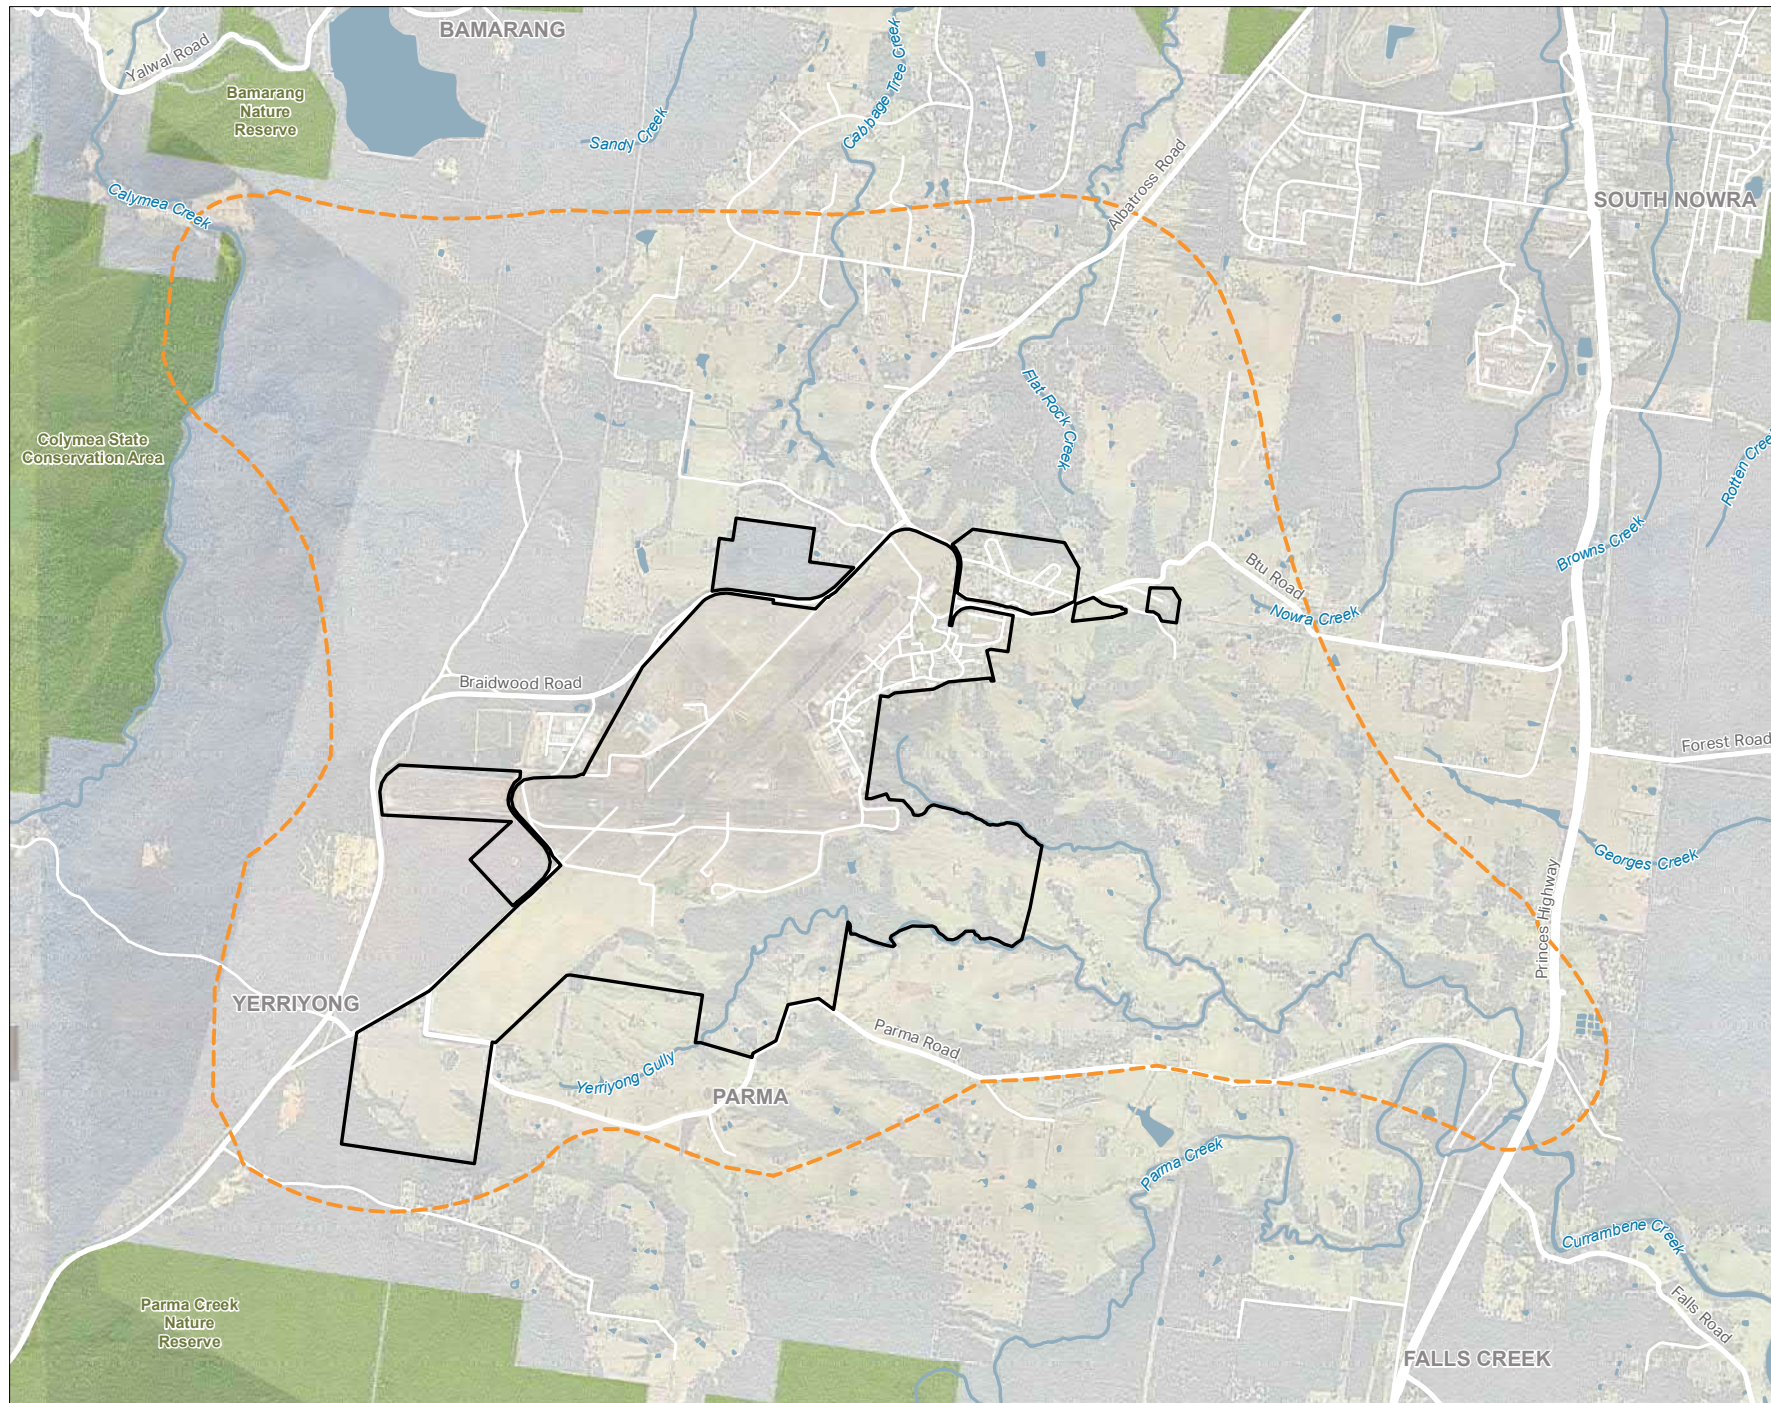 BAMARANG
Yalwal Road
Bamarang
Nature
Reserve
Sandy Creek
Cabbage Tree Creek
Albatross Road
SOUTH NOWRA
Calymea Creek
Colymea State
Conservation Area
Flat Rock Creek
Rotten Creek
Browns Creek
Btu Road
Nowra Creek
Braidwood Road
Forest Road
Georges Creek
Princes Highway
YERRIYONG
Parma Road
Yerriyong Gully
PARMA
Parma Creek
Currambene Creek
Falls Road
Parma Creek
Nature
Reserve
FALLS CREEK